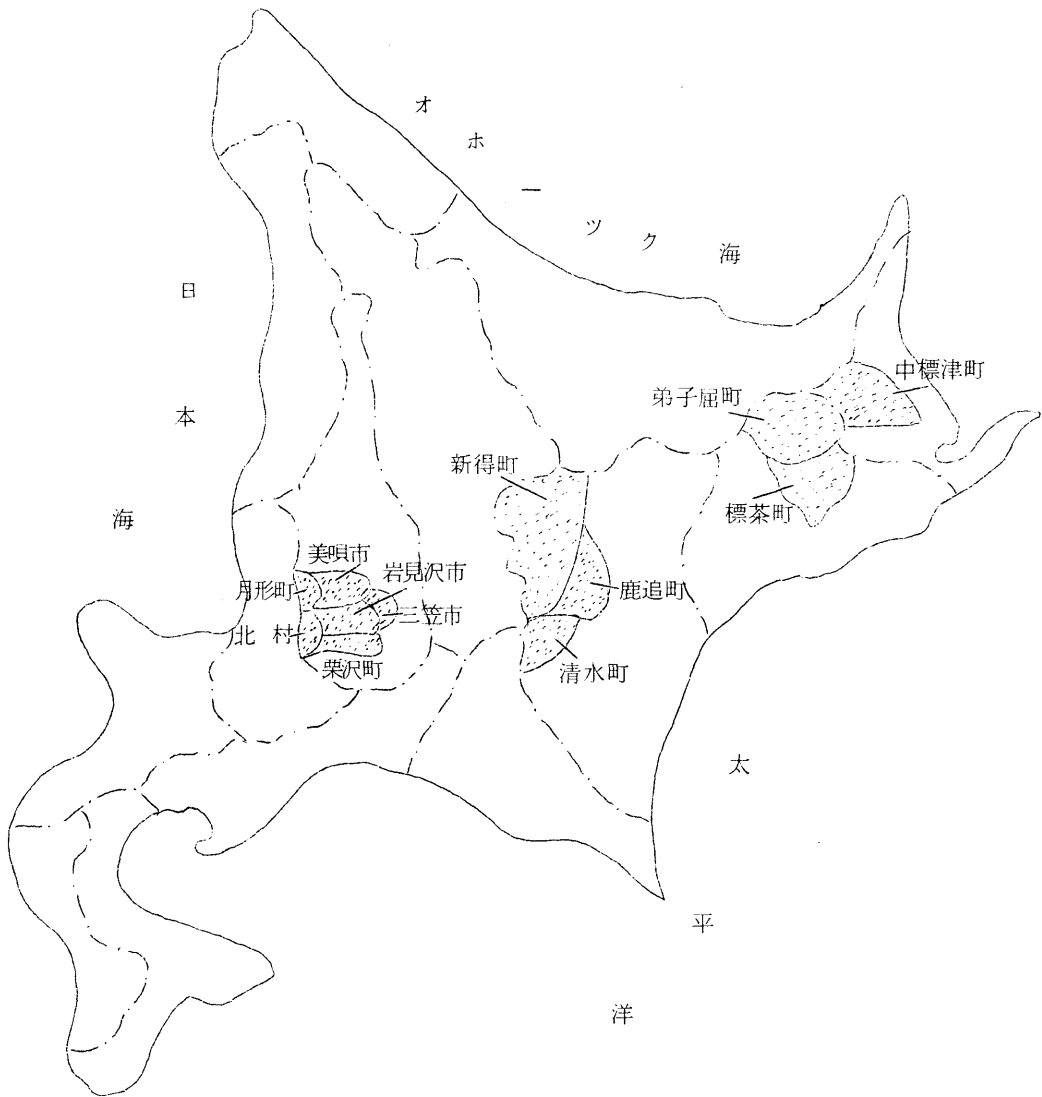 オホーツク海
日本海
中標津町
弟子屈町
新得町
標茶町
美唄市
岩見沢市
月形町
鹿追町
三笠市
北村
栗沢町
清水町
太平洋